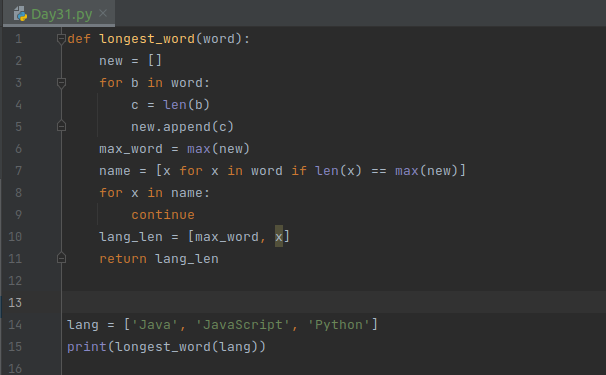 Day31.py ×
1 def longest_word(word):
2     new = []
3     for b in word:
4         c = len(b)
5         new.append(c)
6     max_word = max(new)
7     name = [x for x in word if len(x) == max(new)]
8     for x in name:
9         continue
10     lang_len = [max_word, x]
11     return lang_len
12
13
14 lang = ['Java', 'JavaScript', 'Python']
15 print(longest_word(lang))
16